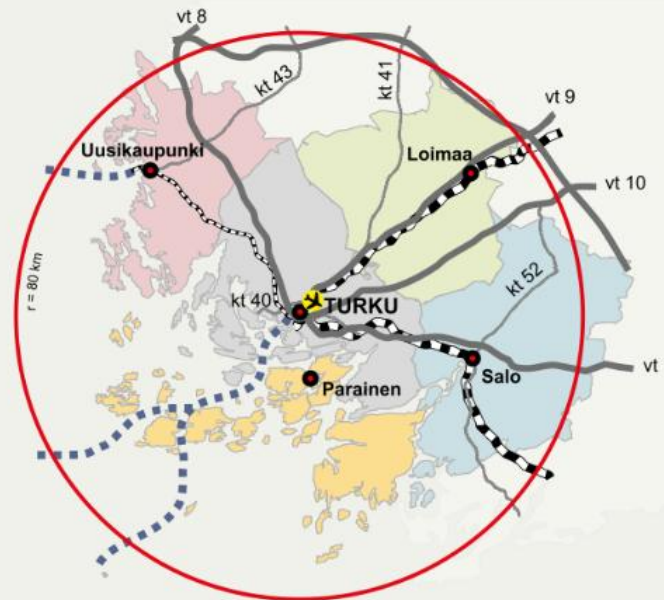 vt 8
kt 43
kt 41
vt 9
Uusikaupunki
Loimaa
vt 10
r = 80 km
kt 52
kt 40
TURKU
vt
Salo
Parainen